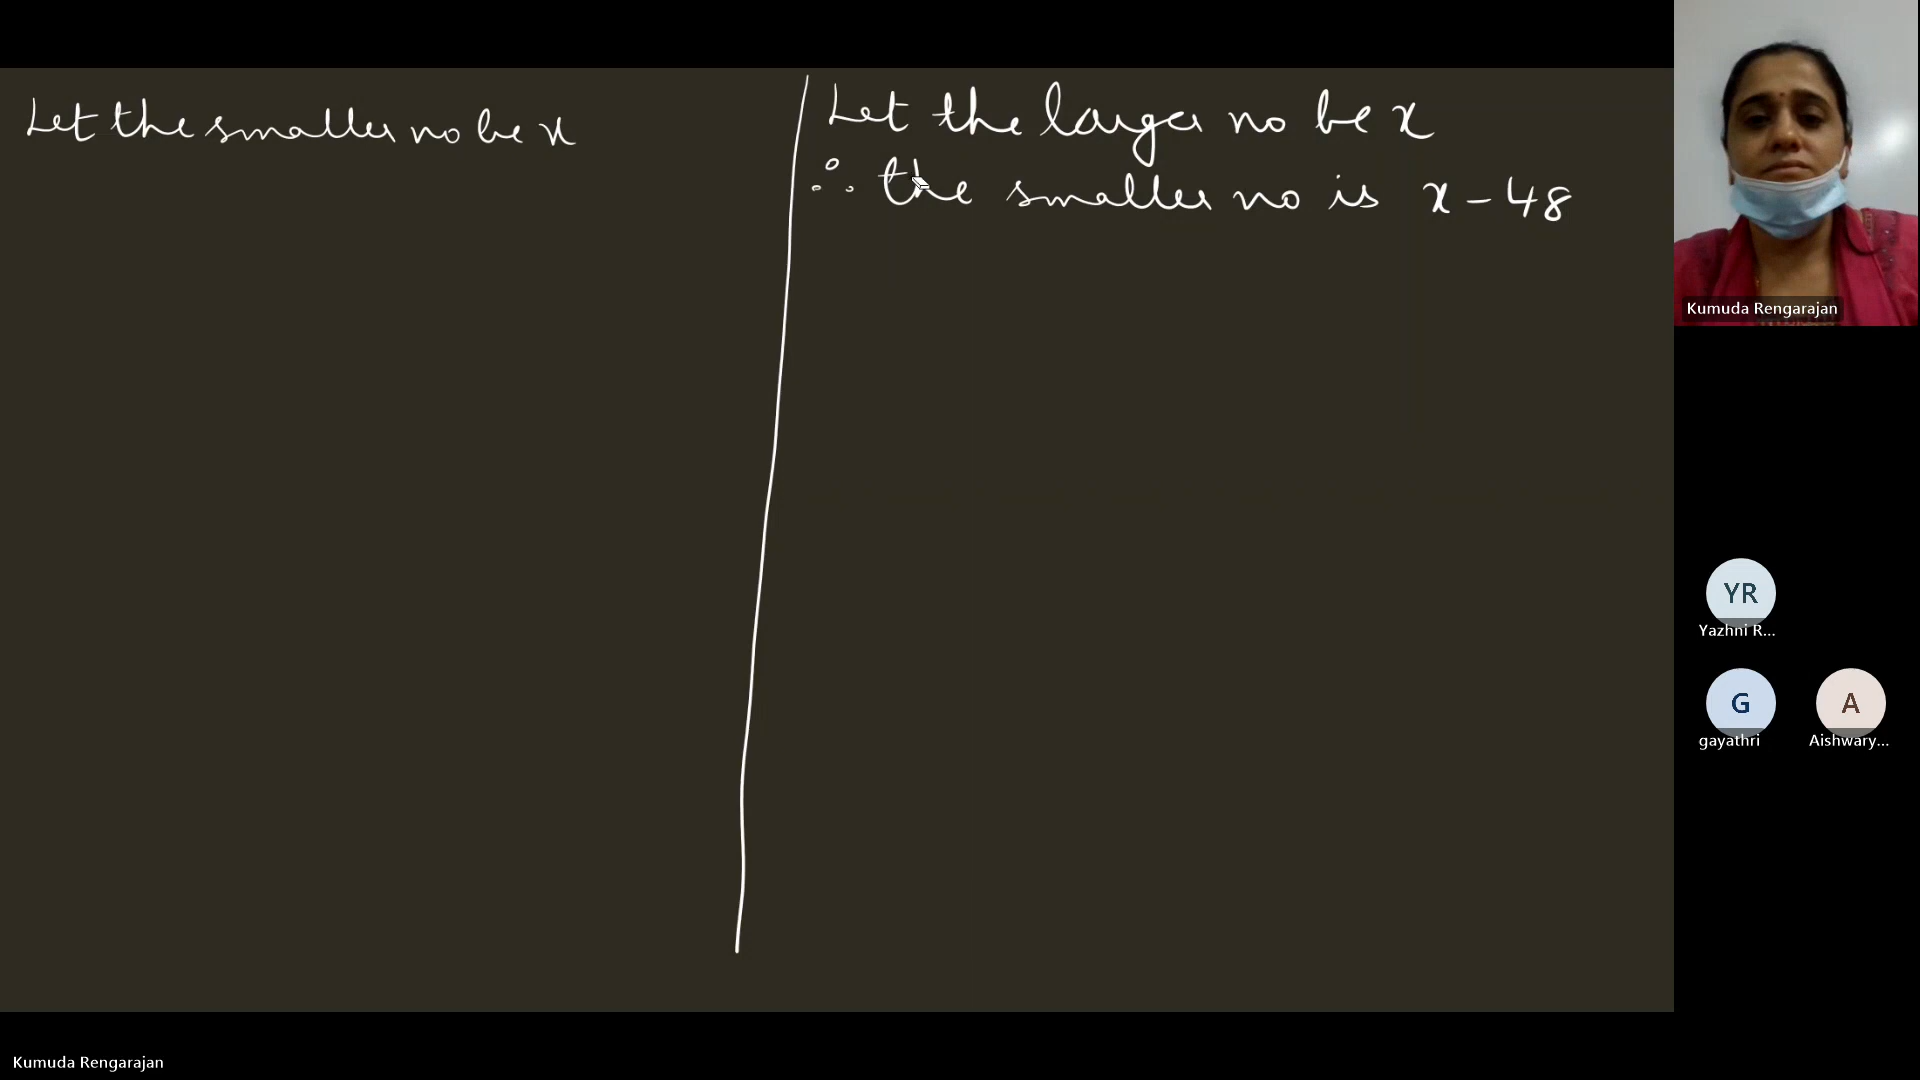 Let the smaller no be x
Let the larger no be x
∴ the smaller no is x - 48
Kumuda Rengarajan
YR
Yazhni R...
G
gayathri
A
Aishwary...
Kumuda Rengarajan